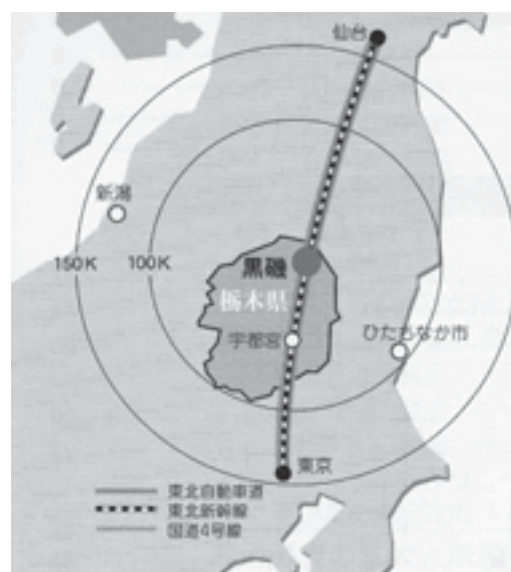 仙台
新潟
150K
100K
黒磯
栃木県
宇都宮
ひたちなか市
東京
東北自動車道
東北新幹線
国道4号線